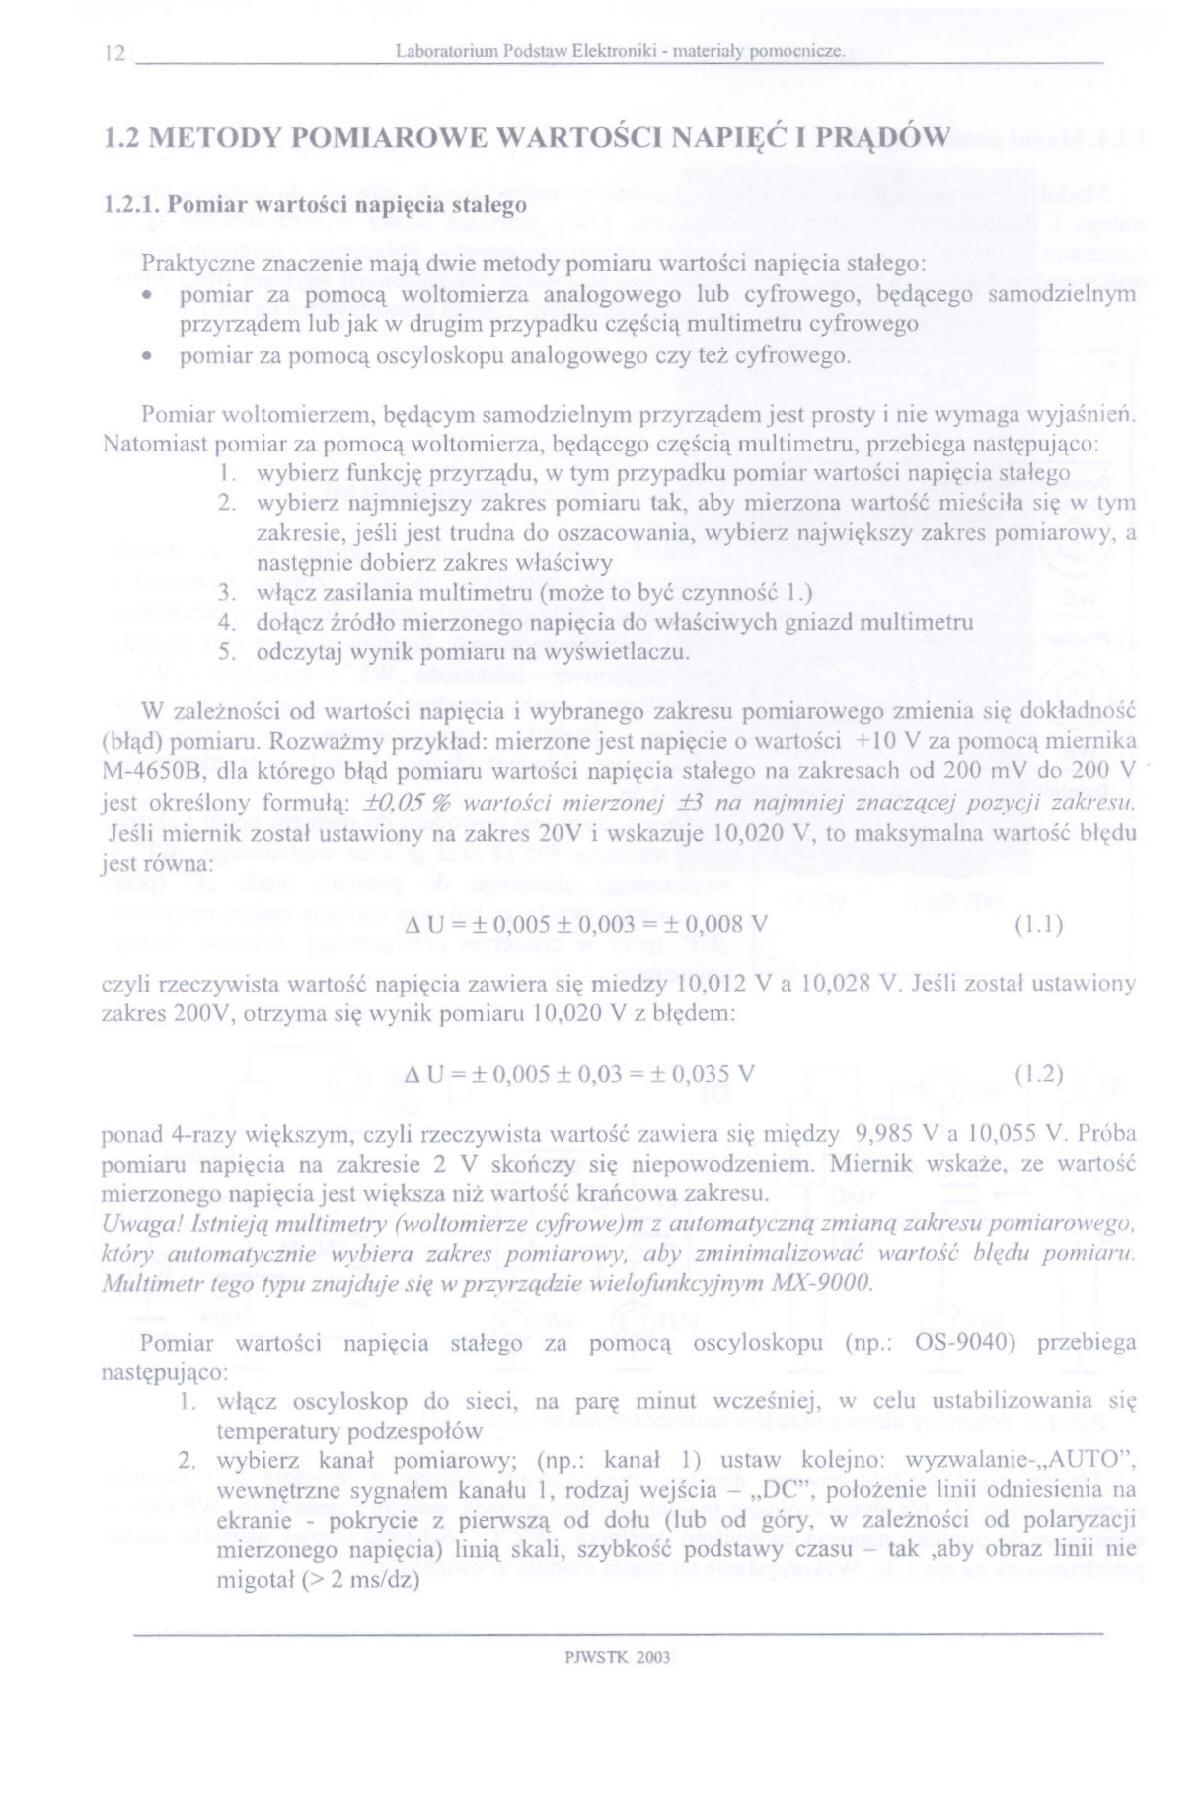 12 Laboratorium Podstaw Elektroniki - materiały pomocnicze.
1.2 METODY POMIAROWE WARTOŚCI NAPIĘĆ I PRĄDÓW
1.2.1. Pomiar wartości napięcia stałego
Praktyczne znaczenie mają dwie metody pomiaru wartości napięcia stałego:
• pomiar za pomocą woltomierza analogowego lub cyfrowego, będącego samodzielnym
przyrządem lub jak w drugim przypadku częścią multimetru cyfrowego
• pomiar za pomocą oscyloskopu analogowego czy też cyfrowego.
Pomiar woltomierzem, będącym samodzielnym przyrządem jest prosty i nie wymaga wyjaśnień.
Natomiast pomiar za pomocą woltomierza, będącego częścią multimetru, przebiega następująco:
1. wybierz funkcję przyrządu, w tym przypadku pomiar wartości napięcia stałego
2. wybierz najmniejszy zakres pomiaru tak, aby mierzona wartość mieściła się w tym
zakresie, jeśli jest trudna do oszacowania, wybierz największy zakres pomiarowy, a
następnie dobierz zakres właściwy
3. włącz zasilania multimetru (może to być czynność 1.)
4. dołącz źródło mierzonego napięcia do właściwych gniazd multimetru
5. odczytaj wynik pomiaru na wyświetlaczu.
W zależności od wartości napięcia i wybranego zakresu pomiarowego zmienia się dokładność
(błąd) pomiaru. Rozważmy przykład: mierzone jest napięcie o wartości +10 V za pomocą miernika
M-4650B, dla którego błąd pomiaru wartości napięcia stałego na zakresach od 200 mV do 200 V
jest określony formułą: ±0,05 % wartości mierzonej ±3 na najmniej znaczącej pozycji zakresu.
Jeśli miernik został ustawiony na zakres 20V i wskazuje 10,020 V, to maksymalna wartość błędu
jest równa:
Δ U = ± 0,005 ± 0,003 = ± 0,008 V (1.1)
czyli rzeczywista wartość napięcia zawiera się miedzy 10,012 V a 10,028 V. Jeśli został ustawiony
zakres 200V, otrzyma się wynik pomiaru 10,020 V z błędem:
Δ U = ± 0,005 ± 0,03 = ± 0,035 V (1.2)
ponad 4-razy większym, czyli rzeczywista wartość zawiera się między 9,985 V a 10,055 V. Próba
pomiaru napięcia na zakresie 2 V skończy się niepowodzeniem. Miernik wskaże, ze wartość
mierzonego napięcia jest większa niż wartość krańcowa zakresu.
Uwaga! Istnieją multimetry (woltomierze cyfrowe)m z automatyczną zmianą zakresu pomiarowego,
który automatycznie wybiera zakres pomiarowy, aby zminimalizować wartość błędu pomiaru.
Multimetr tego typu znajduje się w przyrządzie wielofunkcyjnym MX-9000.
Pomiar wartości napięcia stałego za pomocą oscyloskopu (np.: OS-9040) przebiega
następująco:
1. włącz oscyloskop do sieci, na parę minut wcześniej, w celu ustabilizowania się
temperatury podzespołów
2. wybierz kanał pomiarowy; (np.: kanał 1) ustaw kolejno: wyzwalanie-„AUTO”,
wewnętrzne sygnałem kanału 1, rodzaj wejścia – „DC”, położenie linii odniesienia na
ekranie - pokrycie z pierwszą od dołu (lub od góry, w zależności od polaryzacji
mierzonego napięcia) linią skali, szybkość podstawy czasu – tak ,aby obraz linii nie
migotał (> 2 ms/dz)
PJWSTK 2003